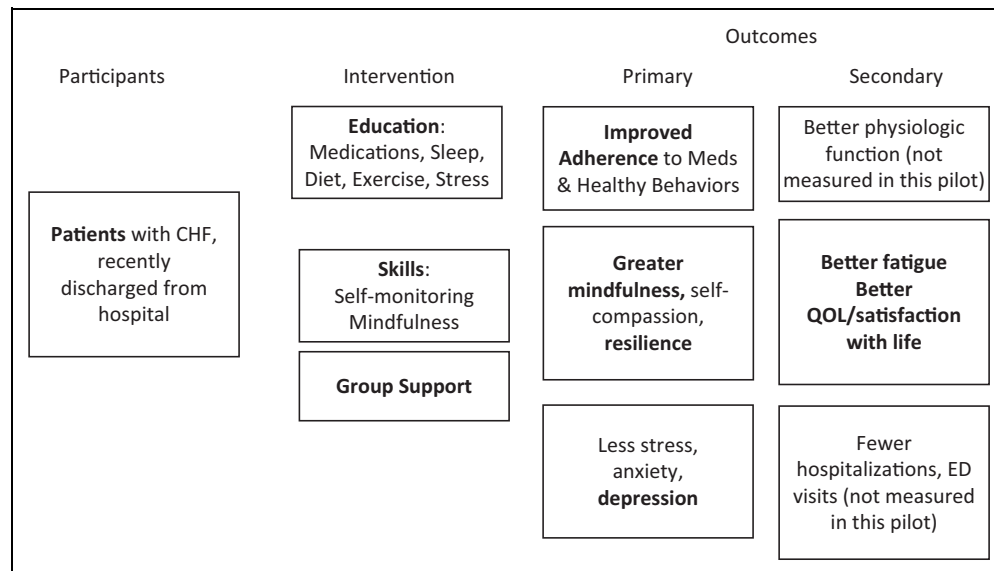 Outcomes
Participants
Intervention
Primary
Secondary
Patients with CHF,
recently
discharged from
hospital
Education:
Medications, Sleep,
Diet, Exercise, Stress
Skills:
Self-monitoring
Mindfulness
Group Support
Improved
Adherence to Meds
& Healthy Behaviors
Greater
mindfulness, self-
compassion,
resilience
Less stress,
anxiety,
depression
Better physiologic
function (not
measured in this pilot)
Better fatigue
Better
QOL/satisfaction
with life
Fewer
hospitalizations, ED
visits (not measured
in this pilot)